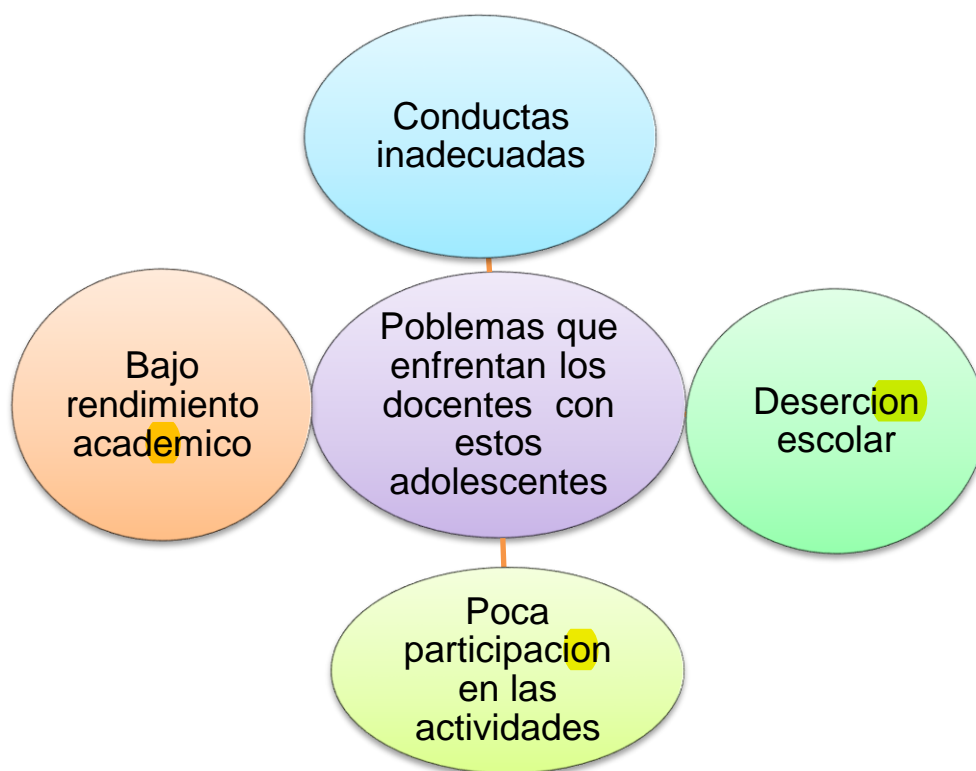 Conductas
inadecuadas
Poblemas que
enfrentan los
docentes con
estos
adolescentes
Bajo
rendimiento
academico
Desercion
escolar
Poca
participacion
en las
actividades